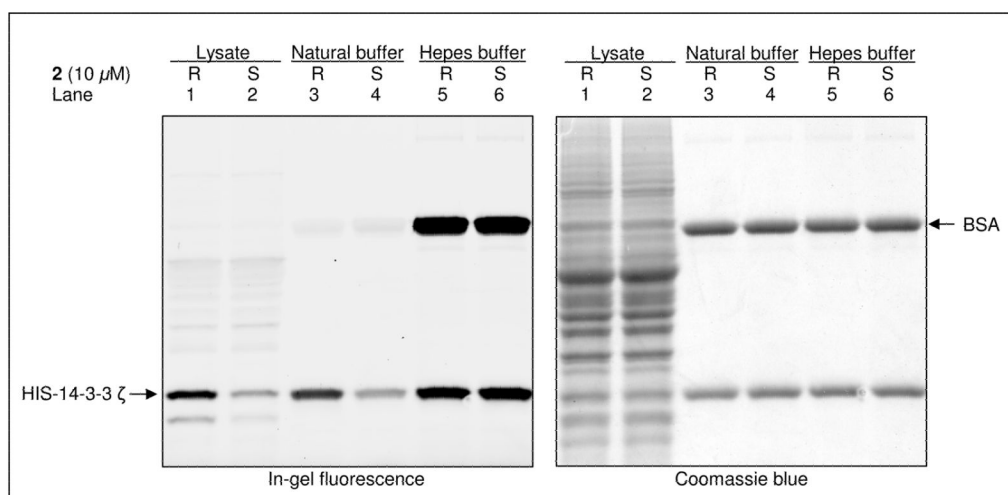 Lysate Natural buffer Hepes buffer Lysate Natural buffer Hepes buffer
2 (10 µM) R S R S R S R S R S R S
Lane 1 2 3 4 5 6 1 2 3 4 5 6
BSA
HIS-14-3-3 ζ
In-gel fluorescence Coomassie blue